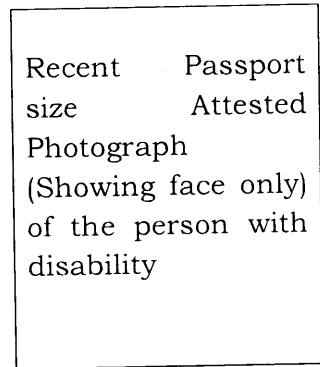 Recent Passport
size Attested
Photograph
(Showing face only)
of the person with
disability